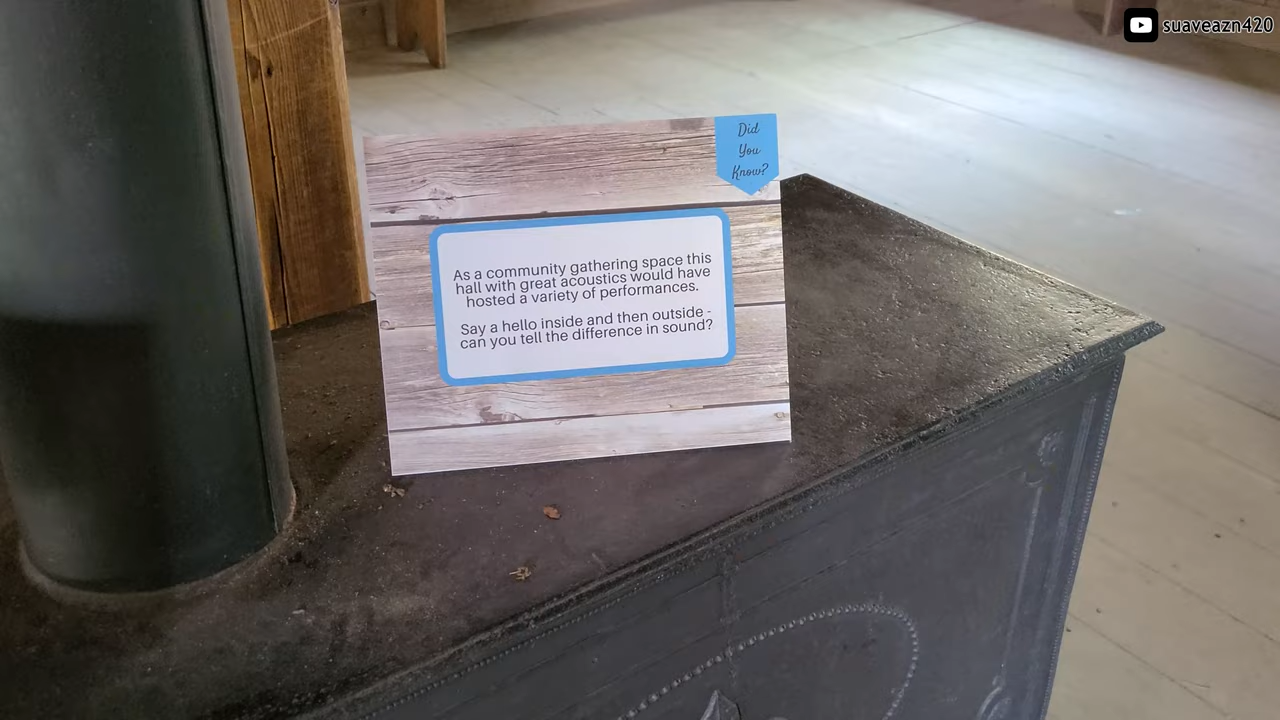 suaveazn420
Did
You
Know?
As a community gathering space this
hall with great acoustics would have
hosted a variety of performances.
Say a hello inside and then outside -
can you tell the difference in sound?